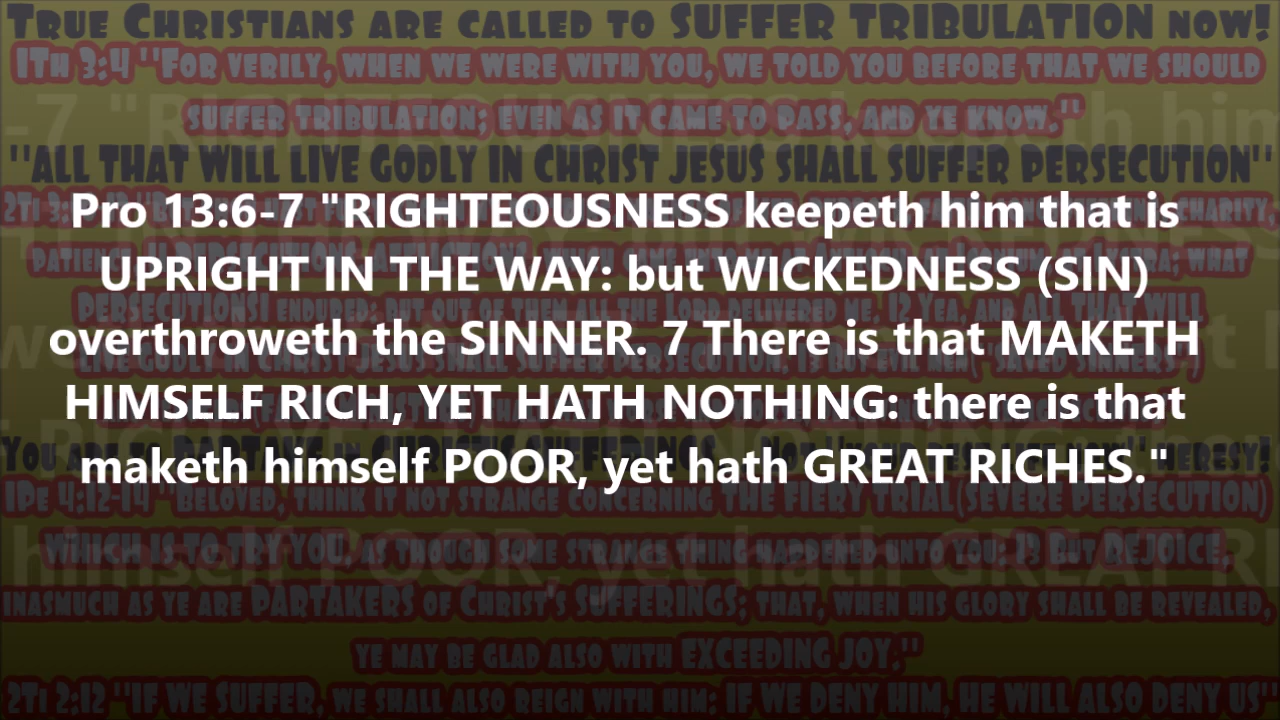 True Christians are called to SUFFER TRIBULATION now!
1Th 3:4 ''For verily, when we were with you, we told you before that we should
suffer tribulation; even as it came to pass, and ye know.''
''ALL THAT WILL LIVE GODLY IN CHRIST JESUS SHALL SUFFER PERSECUTION''
Pro 13:6-7 "RIGHTEOUSNESS keepeth him that is
UPRIGHT IN THE WAY: but WICKEDNESS (SIN)
overthroweth the SINNER. 7 There is that MAKETH
HIMSELF RICH, YET HATH NOTHING: there is that
maketh himself POOR, yet hath GREAT RICHES."
1Pe 4:12-14 ''Beloved, think it not strange concerning the fiery trial(severe persecution)
which is to try you, as though some strange thing happened unto you: 13 But REJOICE,
inasmuch as ye are PARTAKERS of Christ's SUFFERINGS; that, when his glory shall be revealed,
ye may be glad also with EXCEEDING JOY.''
2Ti 2:12 ''IF WE SUFFER, we shall also reign with him: IF WE DENY HIM, HE WILL ALSO DENY US''